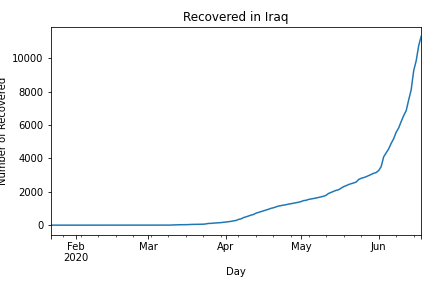 Recovered in Iraq
Number of Recovered
10000
8000
6000
4000
2000
0
Feb
2020
Mar
Apr
May
Jun
Day